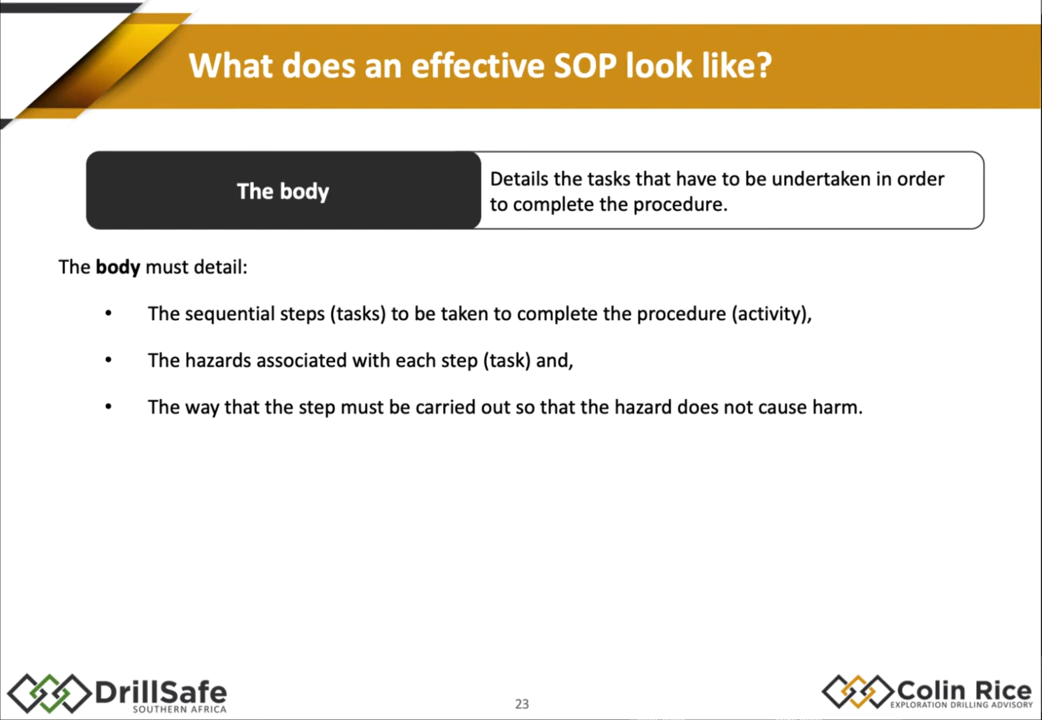 What does an effective SOP look like?
The body
Details the tasks that have to be undertaken in order
to complete the procedure.
The body must detail:
• The sequential steps (tasks) to be taken to complete the procedure (activity),
• The hazards associated with each step (task) and,
• The way that the step must be carried out so that the hazard does not cause harm.
DrillSafe
SOUTHERN AFRICA
23
Colin Rice
EXPLORATION DRILLING ADVISORY